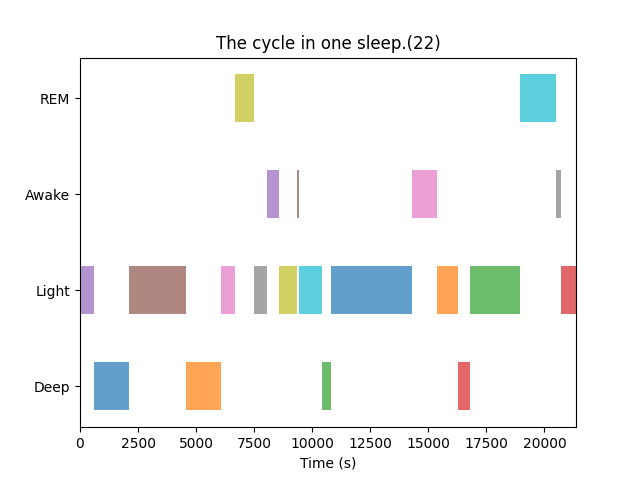 The cycle in one sleep.(22)
REM
Awake
Light
Deep
0 2500 5000 7500 10000 12500 15000 17500 20000
Time (s)